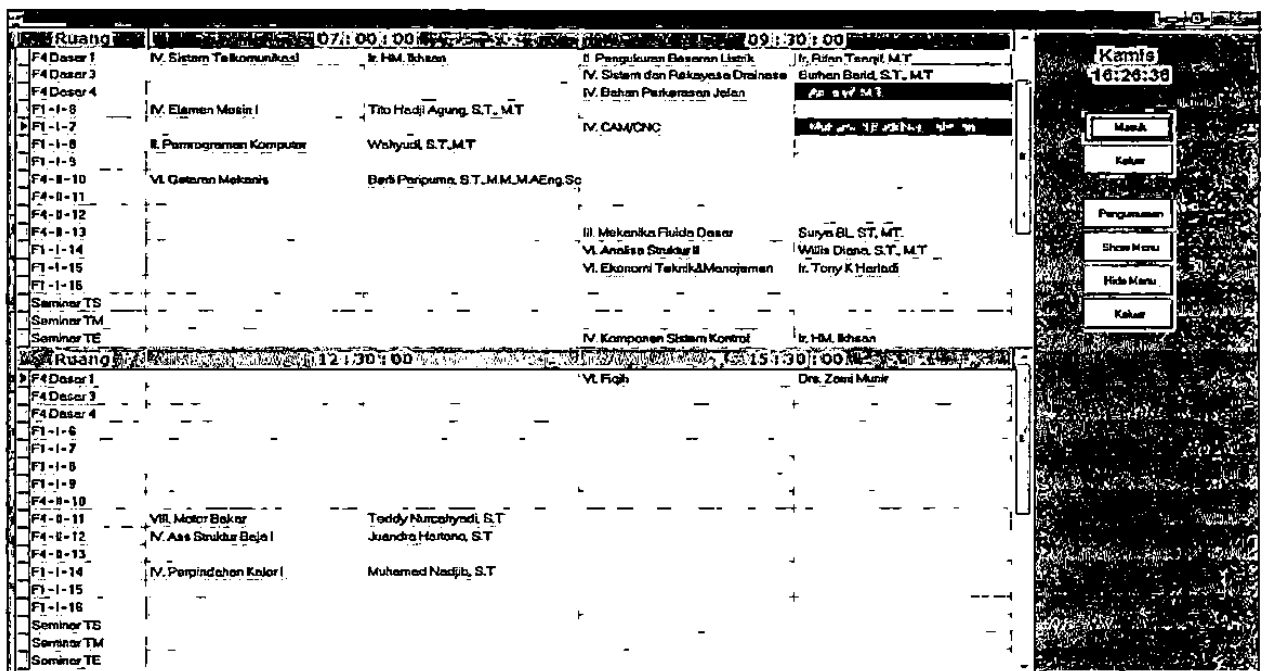 Ruang 07:00:00 09:30:00
F4 Dasar 1 IV. Sistem Telkomunikasi Ir. HM. Ikhsan II. Pengukuran Besaran Listrik M.T
F4 Dasar 3 IV. Sistem dan Rekayasa Drainase Burhan Barid, S.T., M.T
F4 Dasar 4 IV. Bahan Perkerasan Jalan M.T.
F1-I-6 IV. Elemen Mesin I Tito Hadji Agung, S.T., M.T
F1-I-7 IV. CAM/CNC
F1-I-8 II. Pemrograman Komputer Wahyudi, S.T.,M.T
F1-I-9
F4-II-10 VI. Getaran Mekanis Berli Paripurna, S.T.,M.M.,M.AEng.Sc
F4-II-11
F4-II-12
F4-II-13 III. Mekanika Fluida Dasar Surya BL, ST, MT.
F1-I-14 VI. Analisa Struktur II Willis Diana, S.T., M.T
F1-I-15 VI. Ekonomi Teknik&Manajemen Ir. Tony K Hariadi
F1-I-16
Seminar TS
Seminar TM
Seminar TE IV. Komponen Sistem Kontrol Ir. HM. Ikhsan
Ruang 12:30:00 15:30:00
F4 Dasar 1 VI. Fiqih Drs. Zaini Munir
F4 Dasar 3
F4 Dasar 4
F1-I-6
F1-I-7
F1-I-8
F1-I-9
F4-II-10
F4-II-11 VIII. Motor Bakar Teddy Nurcahyadi, S.T
F4-II-12 IV. Ass Struktur Baja I Juandra Hartono, S.T
F4-II-13
F1-I-14 IV. Perpindahan Kalor I Muhamad Nadjib, S.T
F1-I-15
F1-I-16
Seminar TS
Seminar TM
Seminar TE
Kamis
16:26:36
Masuk
Keluar
Pengumuman
Show Menu
Hide Menu
Keluar